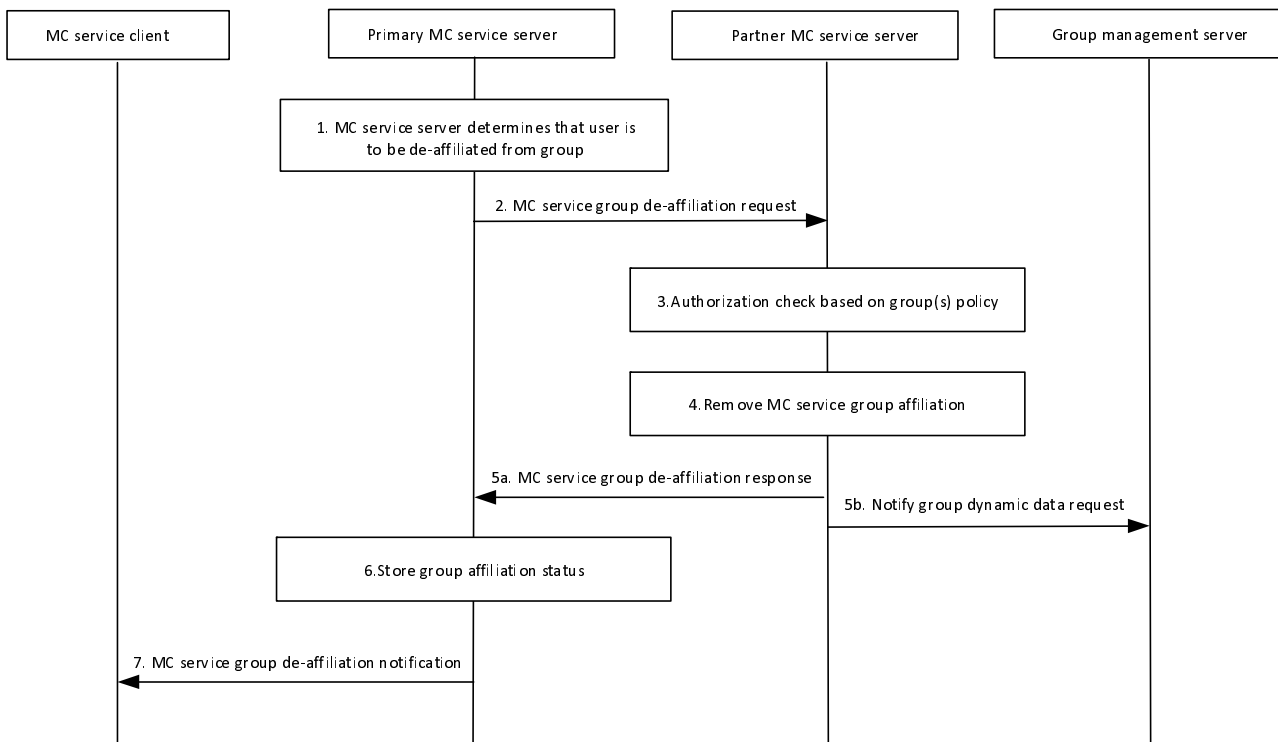 MC service client
Primary MC service server
Partner MC service server
Group management server
1. MC service server determines that user is
to be de-affiliated from group
2. MC service group de-affiliation request
3.Authorization check based on group(s) policy
4.Remove MC service group affiliation
5a. MC service group de-affiliation response
5b. Notify group dynamic data request
6.Store group affiliation status
7. MC service group de-affiliation notification